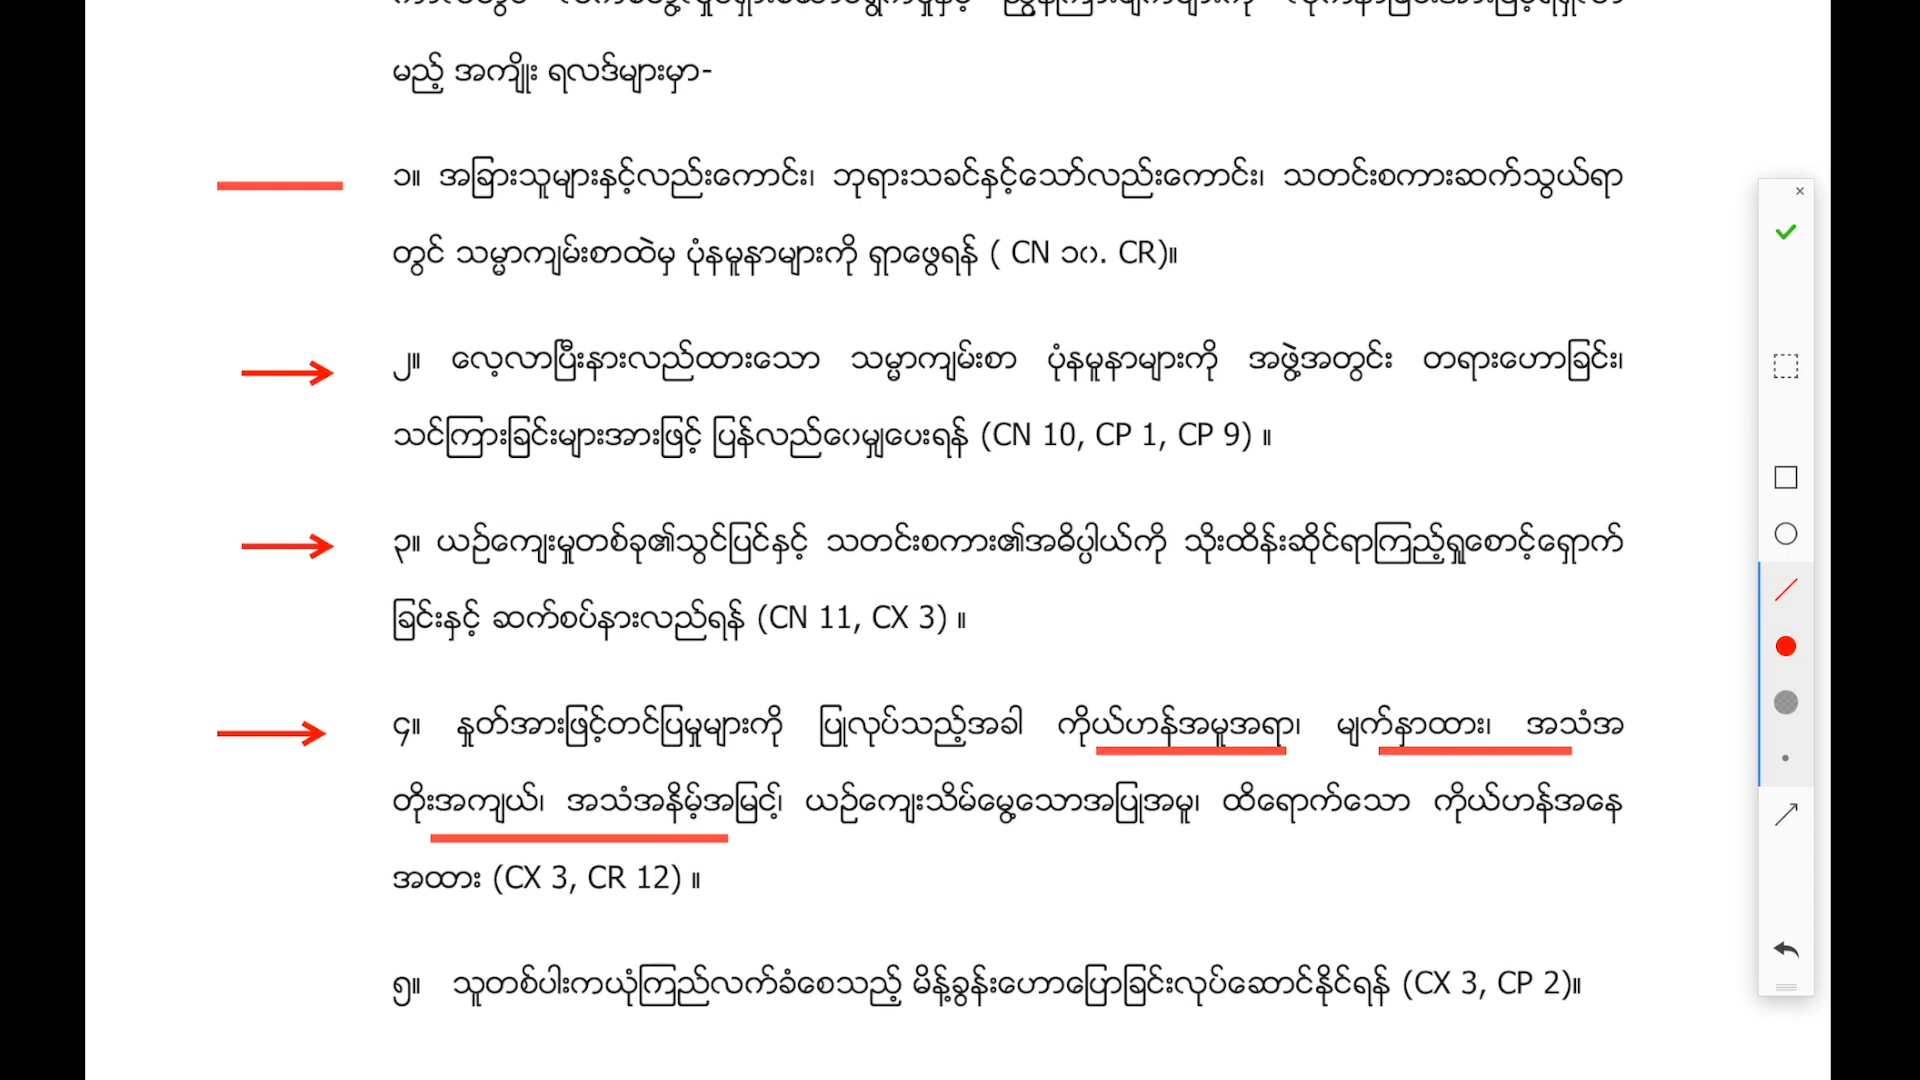 မည့် အကျိုး ရလဒ်များမှာ-
၁။ အခြားသူများနှင့်လည်းကောင်း၊ ဘုရားသခင်နှင့်သော်လည်းကောင်း၊ သတင်းစကားဆက်သွယ်ရာ
တွင် သမ္မာကျမ်းစာထဲမှ ပုံနမူနာများကို ရှာဖွေရန် ( CN ၁၀. CR)။
၂။ လေ့လာပြီးနားလည်ထားသော သမ္မာကျမ်းစာ ပုံနမူနာများကို အဖွဲ့အတွင်း တရားဟောခြင်း၊
သင်ကြားခြင်းများအားဖြင့် ပြန်လည်ဝေမျှပေးရန် (CN 10, CP 1, CP 9) ။
၃။ ယဉ်ကျေးမှုတစ်ခု၏သွင်ပြင်နှင့် သတင်းစကား၏အဓိပ္ပါယ်ကို သိုးထိန်းဆိုင်ရာကြည့်ရှုစောင့်ရှောက်
ခြင်းနှင့် ဆက်စပ်နားလည်ရန် (CN 11, CX 3) ။
၄။ နှုတ်အားဖြင့်တင်ပြမှုများကို ပြုလုပ်သည့်အခါ ကိုယ်ဟန်အမူအရာ၊ မျက်နှာထား၊ အသံအ
တိုးအကျယ်၊ အသံအနိမ့်အမြင့်၊ ယဉ်ကျေးသိမ်မွေ့သောအပြုအမူ၊ ထိရောက်သော ကိုယ်ဟန်အနေ
အထား (CX 3, CR 12) ။
၅။ သူတစ်ပါးကယုံကြည်လက်ခံစေသည့် မိန့်ခွန်းဟောပြောခြင်းလုပ်ဆောင်နိုင်ရန် (CX 3, CP 2)။